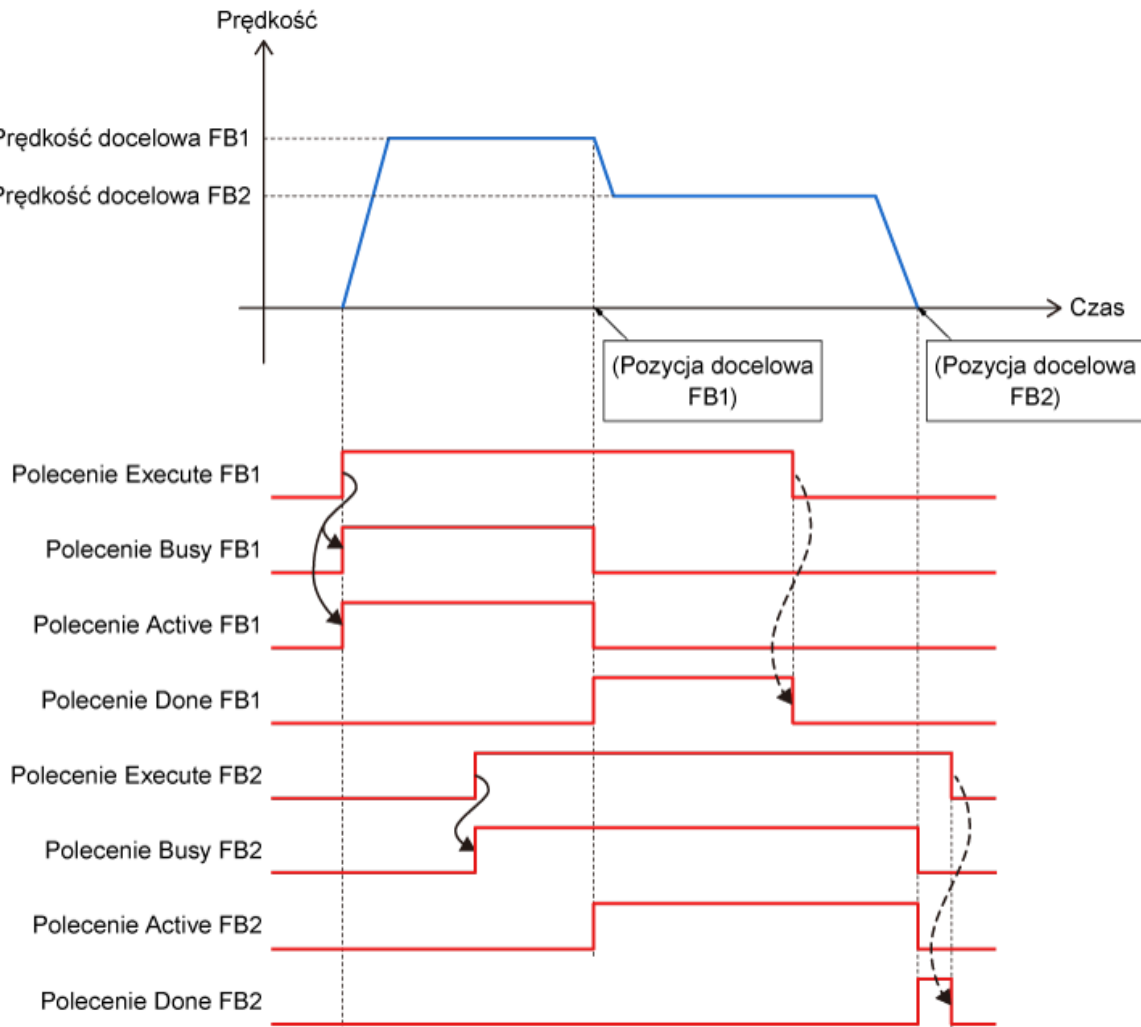 Prędkość
Prędkość docelowa FB1
Prędkość docelowa FB2
Czas
(Pozycja docelowa
FB1)
(Pozycja docelowa
FB2)
Polecenie Execute FB1
Polecenie Busy FB1
Polecenie Active FB1
Polecenie Done FB1
Polecenie Execute FB2
Polecenie Busy FB2
Polecenie Active FB2
Polecenie Done FB2